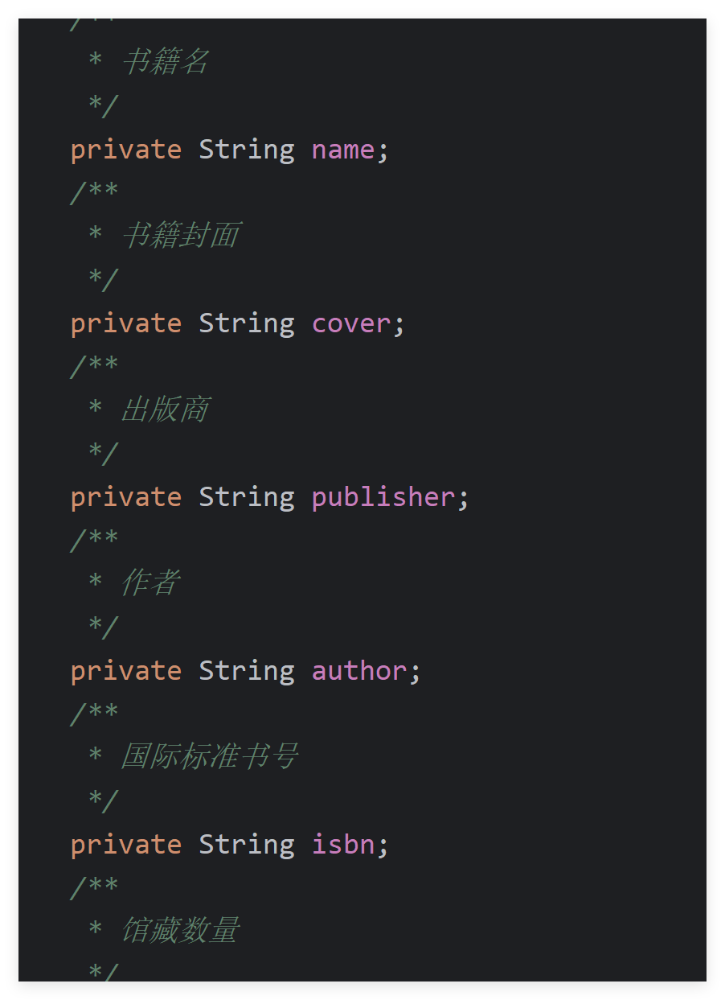 /**
 * 书籍名
 */
private String name;
/**
 * 书籍封面
 */
private String cover;
/**
 * 出版商
 */
private String publisher;
/**
 * 作者
 */
private String author;
/**
 * 国际标准书号
 */
private String isbn;
/**
 * 馆藏数量
 */